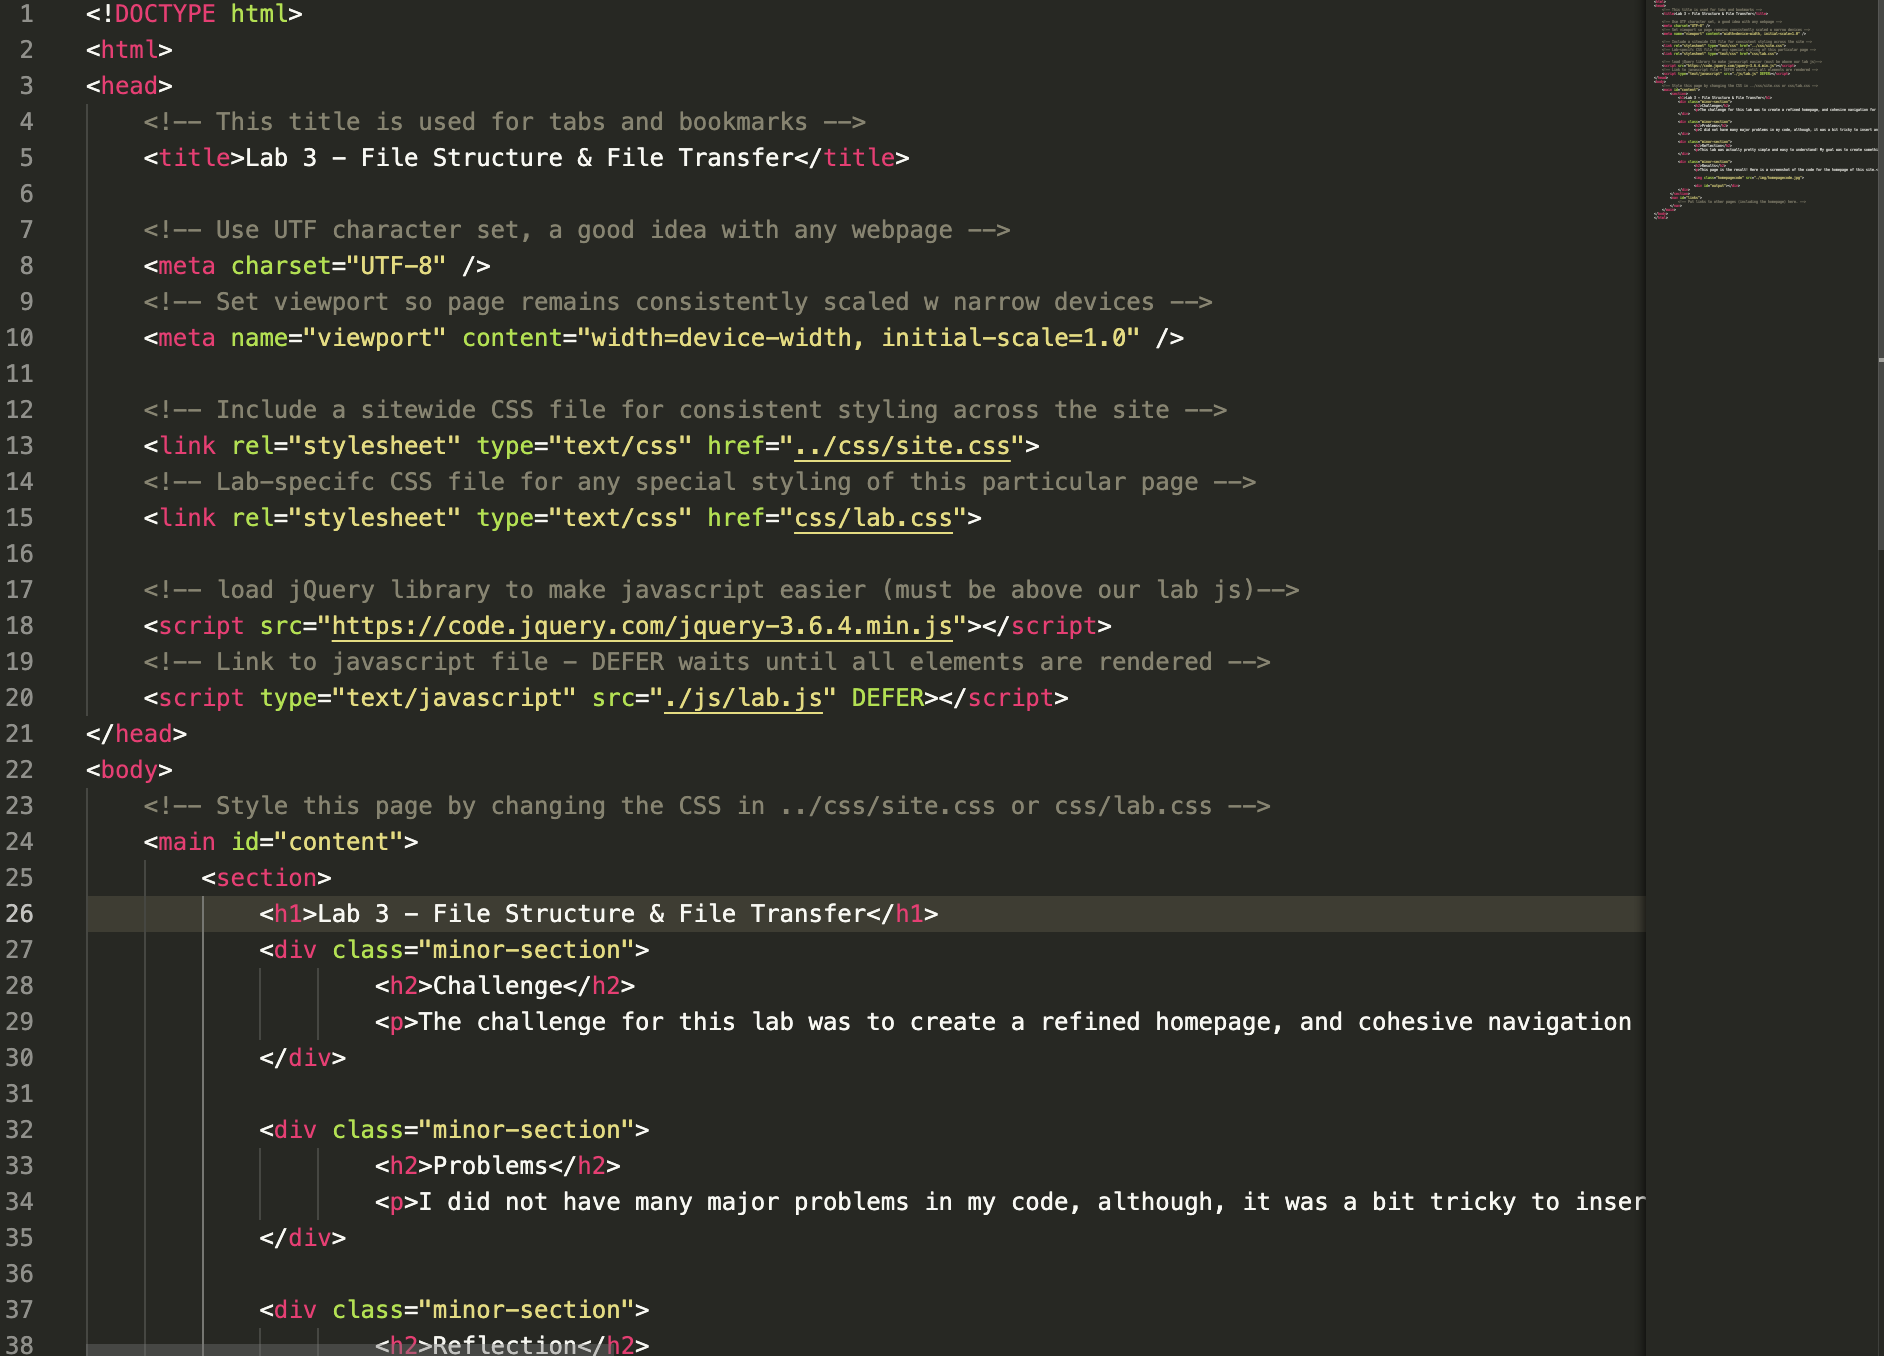 1 <!DOCTYPE html>
2 <html>
3 <head>
4 <!-- This title is used for tabs and bookmarks -->
5 <title>Lab 3 - File Structure & File Transfer</title>
6
7 <!-- Use UTF character set, a good idea with any webpage -->
8 <meta charset="UTF-8" />
9 <!-- Set viewport so page remains consistently scaled w narrow devices -->
10 <meta name="viewport" content="width=device-width, initial-scale=1.0" />
11
12 <!-- Include a sitewide CSS file for consistent styling across the site -->
13 <link rel="stylesheet" type="text/css" href="../css/site.css">
14 <!-- Lab-specifc CSS file for any special styling of this particular page -->
15 <link rel="stylesheet" type="text/css" href="css/lab.css">
16
17 <!-- load jQuery library to make javascript easier (must be above our lab js)-->
18 <script src="https://code.jquery.com/jquery-3.6.4.min.js"></script>
19 <!-- Link to javascript file - DEFER waits until all elements are rendered -->
20 <script type="text/javascript" src="./js/lab.js" DEFER></script>
21 </head>
22 <body>
23 <!-- Style this page by changing the CSS in ../css/site.css or css/lab.css -->
24 <main id="content">
25 <section>
26 <h1>Lab 3 - File Structure & File Transfer</h1>
27 <div class="minor-section">
28 <h2>Challenge</h2>
29 <p>The challenge for this lab was to create a refined homepage, and cohesive navigation
30 </div>
31
32 <div class="minor-section">
33 <h2>Problems</h2>
34 <p>I did not have many major problems in my code, although, it was a bit tricky to inser
35 </div>
36
37 <div class="minor-section">
38 <h2>Reflection</h2>